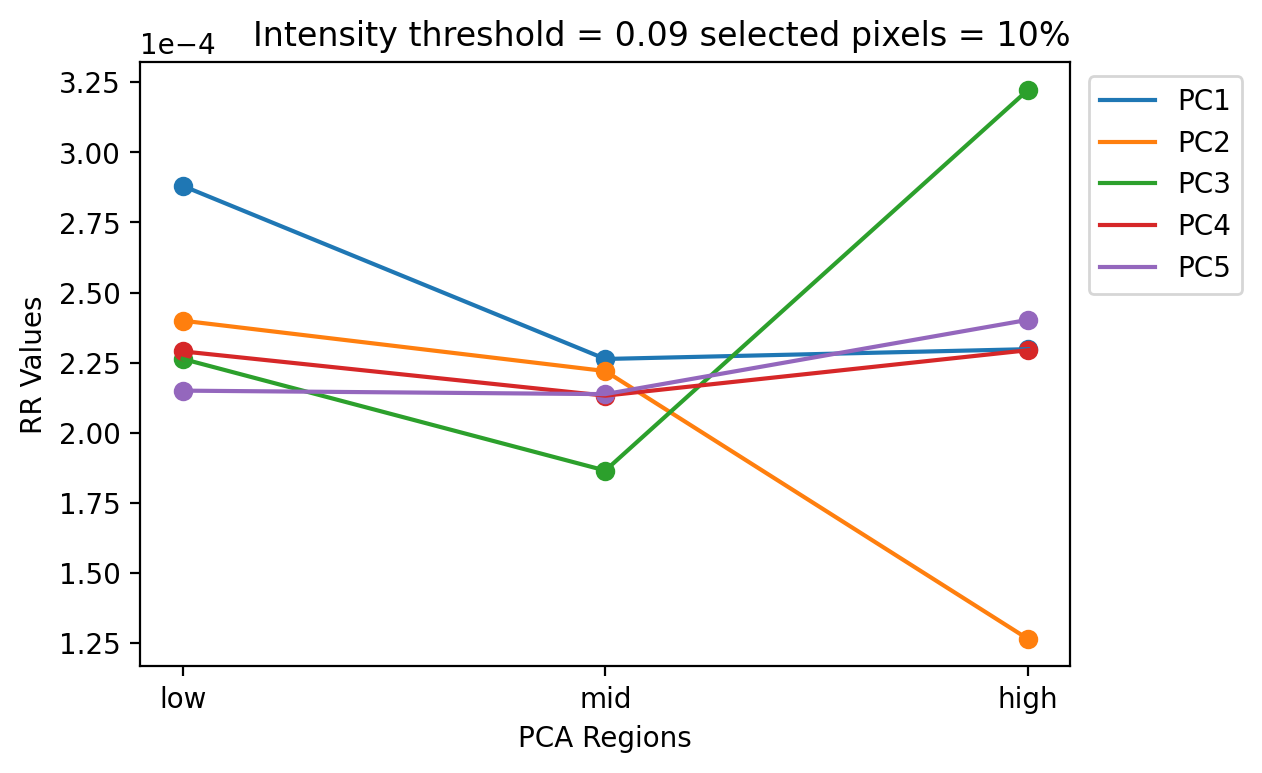 Intensity threshold = 0.09 selected pixels = 10%
1e−4
3.25
3.00
2.75
2.50
2.25
2.00
1.75
1.50
1.25
RR Values
low
mid
high
PCA Regions
PC1
PC2
PC3
PC4
PC5